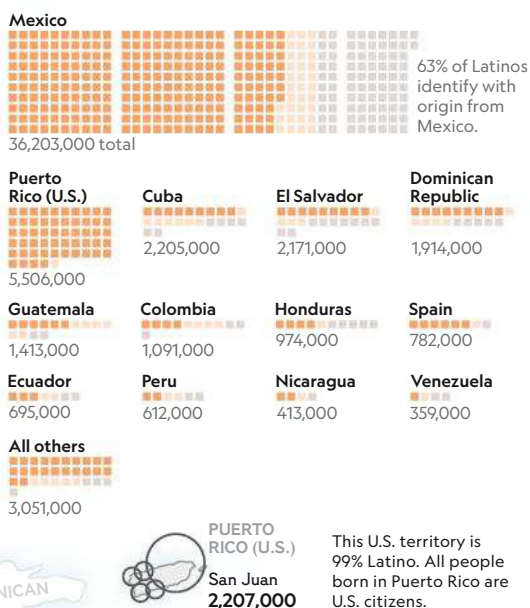 Mexico
63% of Latinos
identify with
origin from
Mexico.
36,203,000 total
Puerto
Rico (U.S.)
5,506,000
Cuba
2,205,000
El Salvador
2,171,000
Dominican
Republic
1,914,000
Guatemala
1,413,000
Colombia
1,091,000
Honduras
974,000
Spain
782,000
Ecuador
695,000
Peru
612,000
Nicaragua
413,000
Venezuela
359,000
All others
3,051,000
PUERTO
RICO (U.S.)
San Juan
2,207,000
This U.S. territory is
99% Latino. All people
born in Puerto Rico are
U.S. citizens.
NICAN